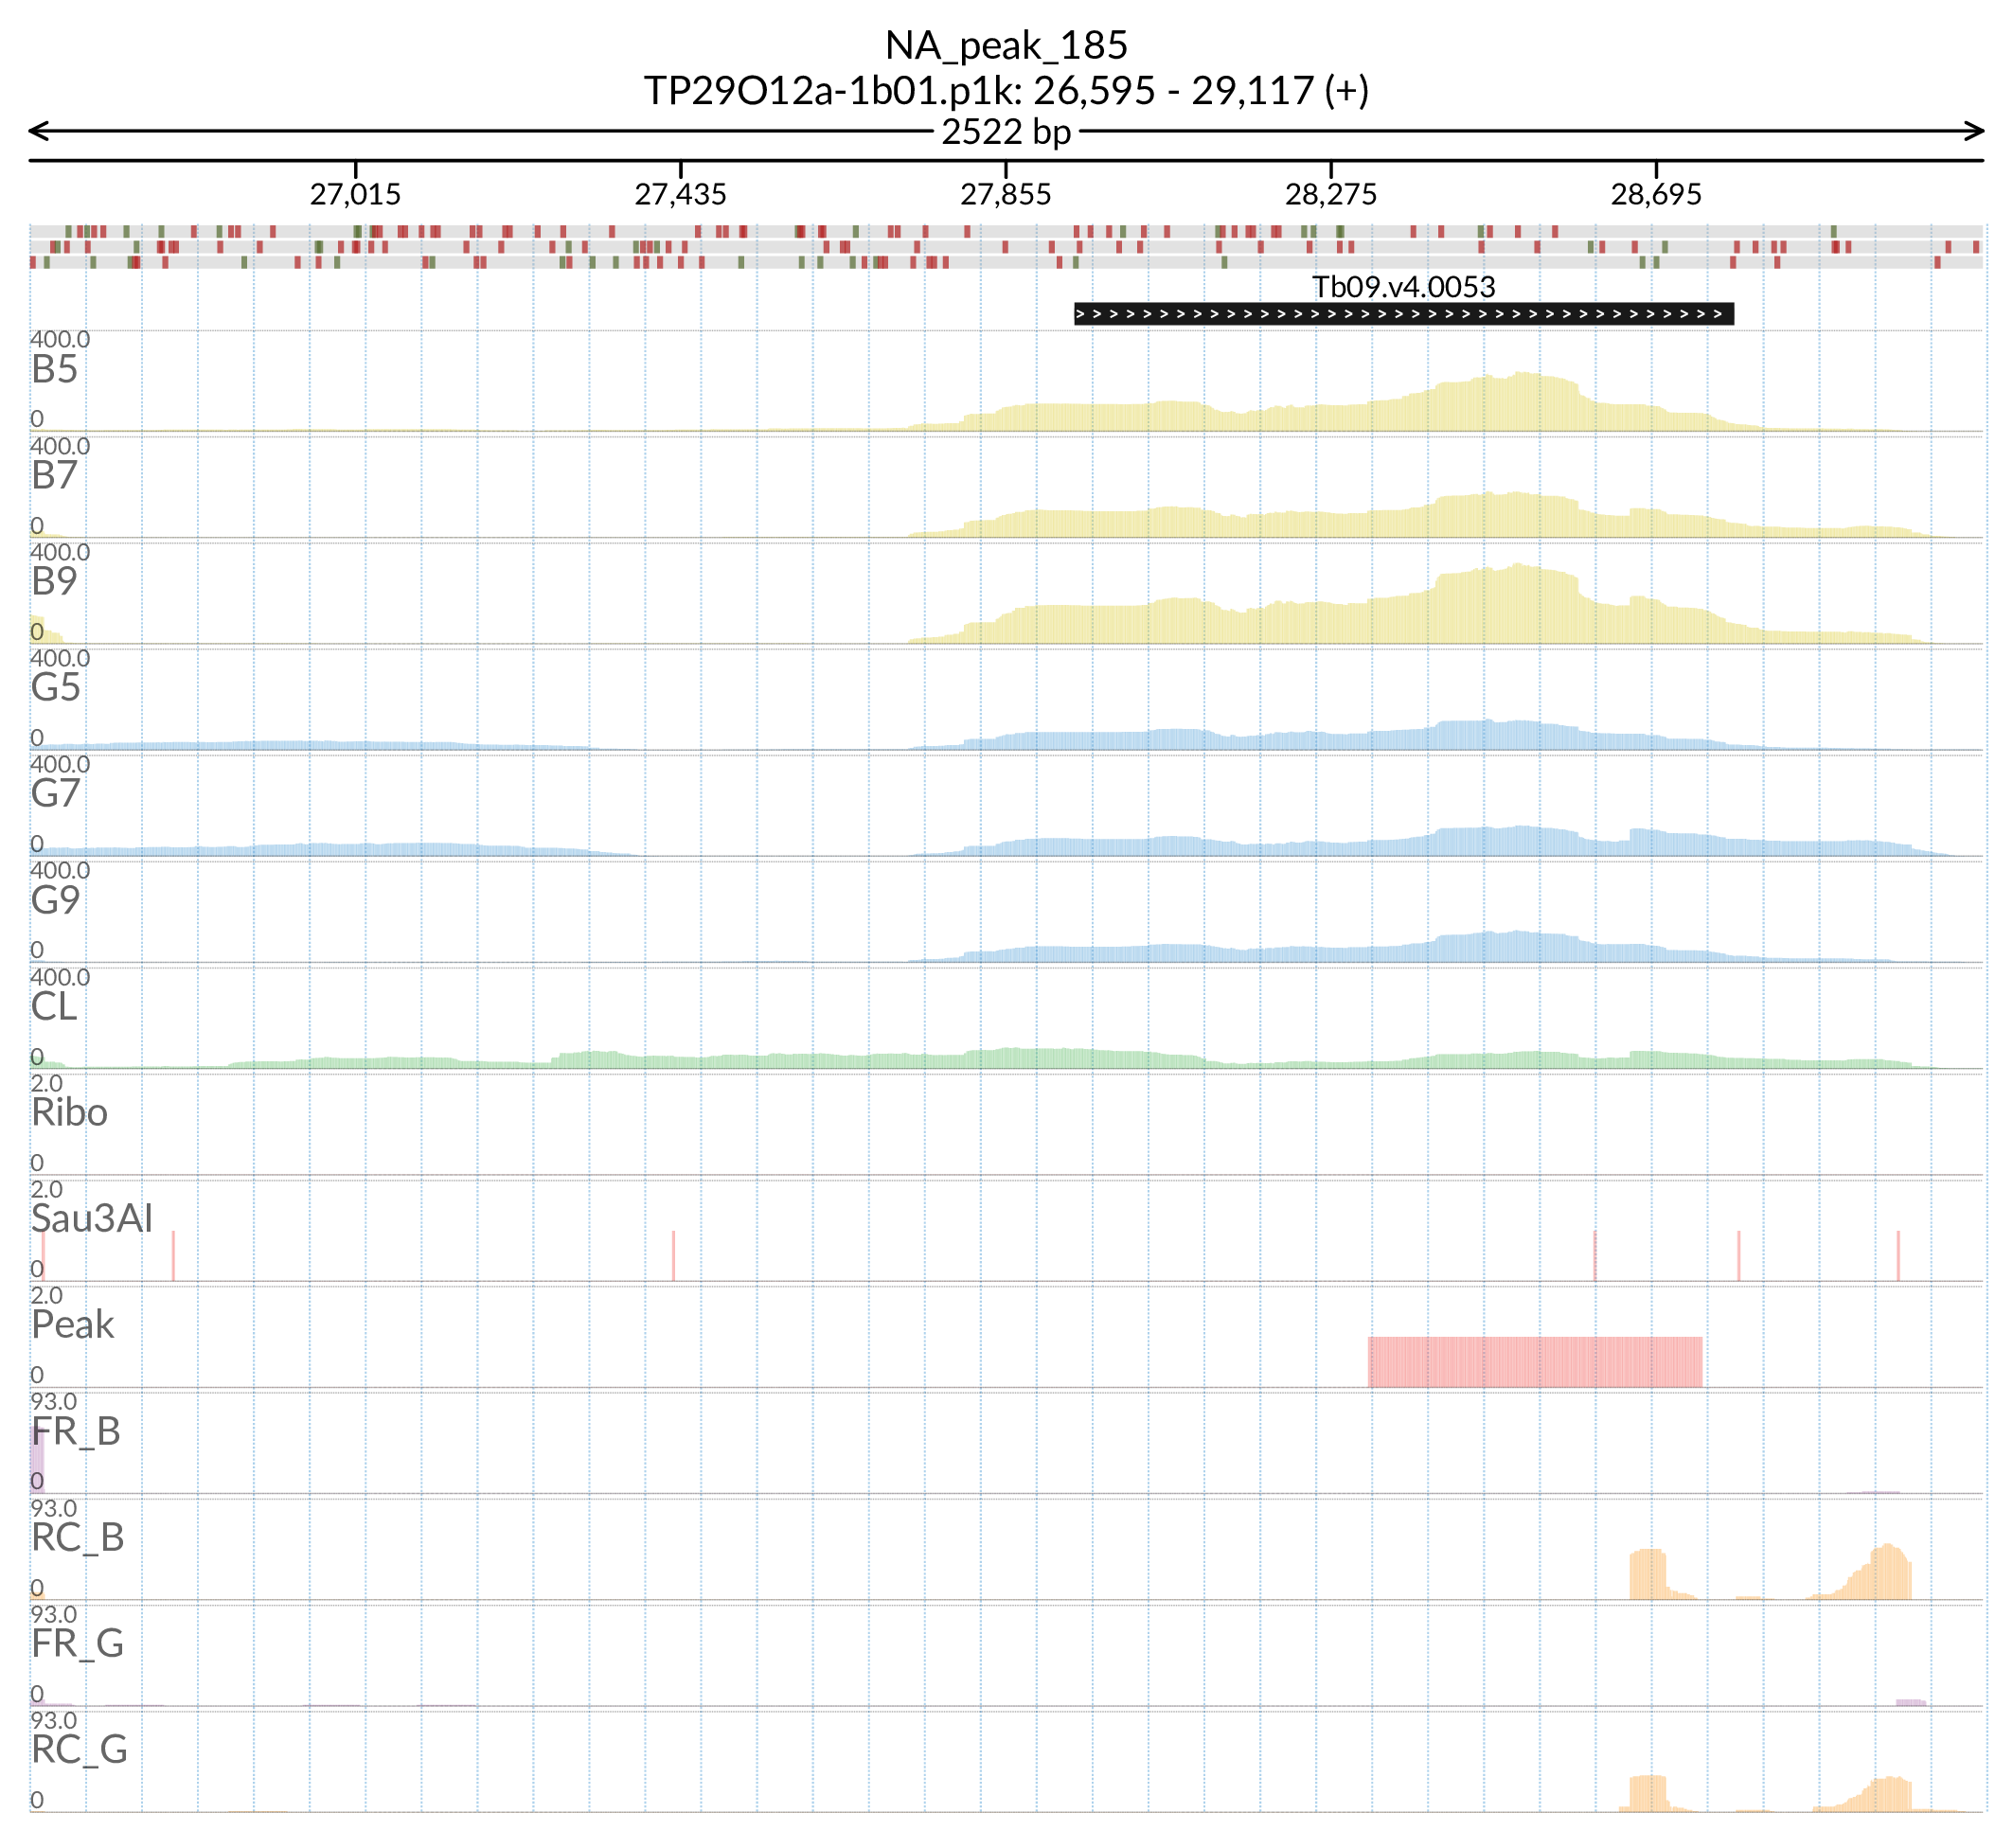 NA_peak_185
TP29O12a-1b01.p1k: 26,595 - 29,117 (+)
2522 bp
27,015 27,435 27,855 28,275 28,695
Tb09.v4.0053
> > > > > > > > > > > > > > > > > > > > > > > > > > > > > > > > > > > > > > >
400.0
B5
0
400.0
B7
0
400.0
B9
0
400.0
G5
0
400.0
G7
0
400.0
G9
0
400.0
CL
0
2.0
Ribo
0
2.0
Sau3AI
0
2.0
Peak
0
93.0
FR_B
0
93.0
RC_B
0
93.0
FR_G
0
93.0
RC_G
0